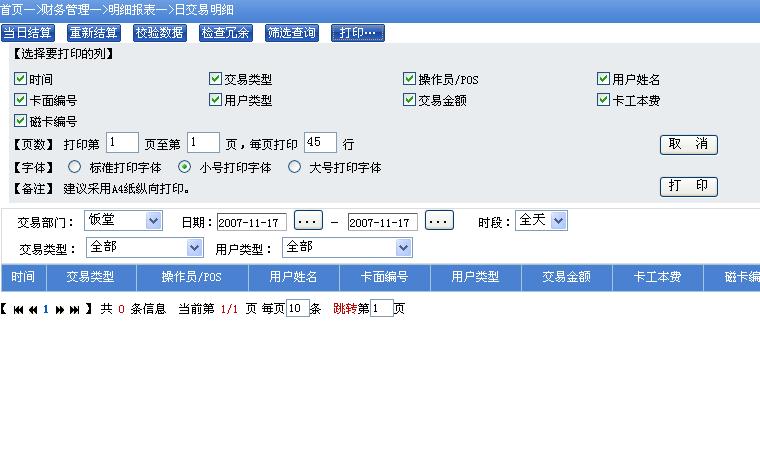 首页—>财务管理—>明细报表—>日交易明细
当日结算 重新结算 校验数据 检查冗余 筛选查询 打印…
【选择要打印的列】
时间 交易类型 操作员/POS 用户姓名
卡面编号 用户类型 交易金额 卡工本费
磁卡编号
【页数】 打印第 1 页至第 1 页，每页打印 45 行 取 消
【字体】 标准打印字体 小号打印字体 大号打印字体
【备注】 建议采用A4纸纵向打印。 打 印
交易部门： 饭堂 日期： 2007-11-17 ... － 2007-11-17 ... 时段： 全天
交易类型： 全部 用户类型： 全部
时间 交易类型 操作员/POS 用户姓名 卡面编号 用户类型 交易金额 卡工本费 磁卡编
【 1 】 共 0 条信息 当前第 1/1 页 每页 10 条 跳转第 1 页